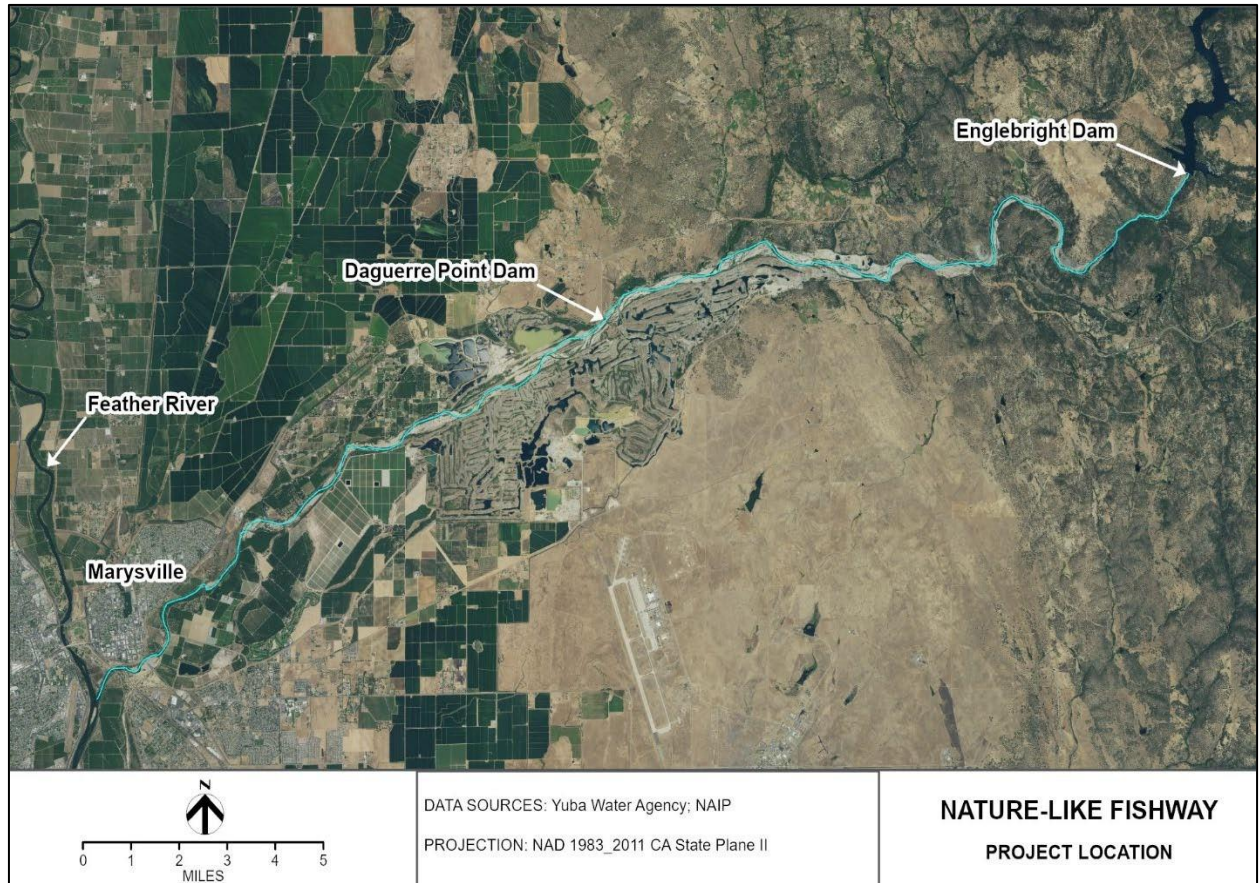 Englebright Dam
Daguerre Point Dam
Feather River
Marysville
N
0 1 2 3 4 5
MILES
DATA SOURCES: Yuba Water Agency; NAIP
PROJECTION: NAD 1983_2011 CA State Plane II
NATURE-LIKE FISHWAY
PROJECT LOCATION